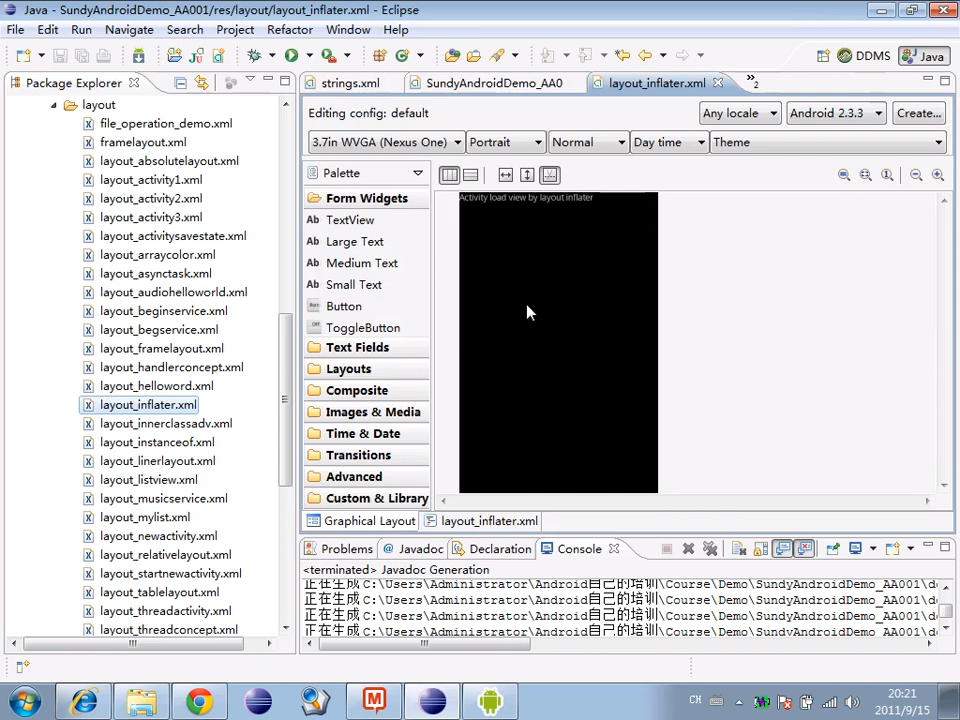 Java - SundyAndroidDemo_AA001/res/layout/layout_inflater.xml - Eclipse
File Edit Run Navigate Search Project Refactor Window Help
DDMS Java
Package Explorer
strings.xml SundyAndroidDemo_AA0 layout_inflater.xml »2
layout
file_operation_demo.xml
framelayout.xml
layout_absolutelayout.xml
layout_activity1.xml
layout_activity2.xml
layout_activity3.xml
layout_activitysavestate.xml
layout_arraycolor.xml
layout_asynctask.xml
layout_audiohelloworld.xml
layout_beginservice.xml
layout_begservice.xml
layout_framelayout.xml
layout_handlerconcept.xml
layout_helloword.xml
layout_inflater.xml
layout_innerclassadv.xml
layout_instanceof.xml
layout_linerlayout.xml
layout_listview.xml
layout_musicservice.xml
layout_mylist.xml
layout_newactivity.xml
layout_relativelayout.xml
layout_startnewactivity.xml
layout_tablelayout.xml
layout_threadactivity.xml
layout_threadconcept.xml
Editing config: default
Any locale Android 2.3.3 Create...
3.7in WVGA (Nexus One) Portrait Normal Day time Theme
Palette
Form Widgets
Ab TextView
Ab Large Text
Ab Medium Text
Ab Small Text
Button
ToggleButton
Text Fields
Layouts
Composite
Images & Media
Time & Date
Transitions
Advanced
Custom & Library
Activity load view by layout inflater
Graphical Layout layout_inflater.xml
Problems @ Javadoc Declaration Console
<terminated> Javadoc Generation
正在生成 C:\Users\Administrator\Android自己的培训\Course\Demo\SundyAndroidDemo_AA001\d
正在生成 C:\Users\Administrator\Android自己的培训\Course\Demo\SundyAndroidDemo_AA001\d
正在生成 C:\Users\Administrator\Android自己的培训\Course\Demo\SundyAndroidDemo_AA001\d
正在生成 C:\Users\Administrator\Android自己的培训\Course\Demo\SundyAndroidDemo_AA001\d
CH
20:21
2011/9/15